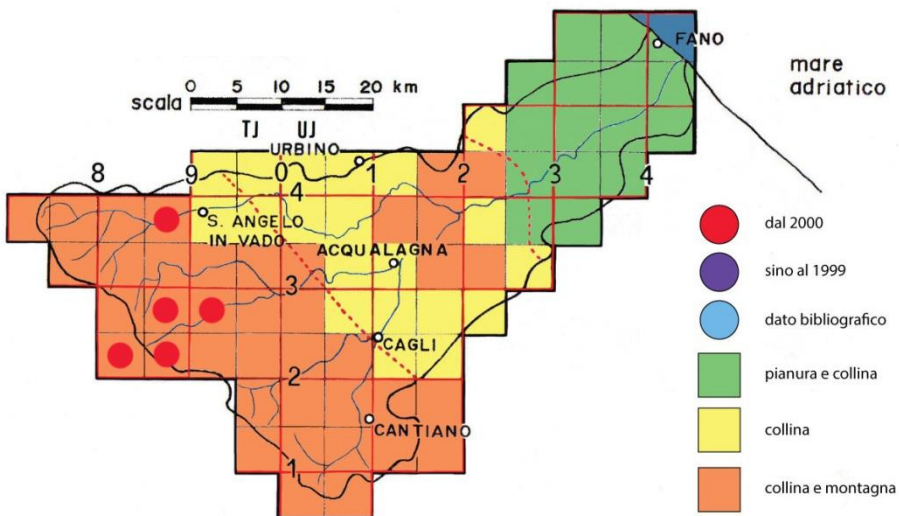 FANO
mare
adriatico
0 5 10 15 20 km
scala
TJ UJ
URBINO
8 9 0 1 2 3 4
4
S. ANGELO
IN VADO
ACQUALAGNA
3
CAGLI
2
CANTIANO
1
dal 2000
sino al 1999
dato bibliografico
pianura e collina
collina
collina e montagna